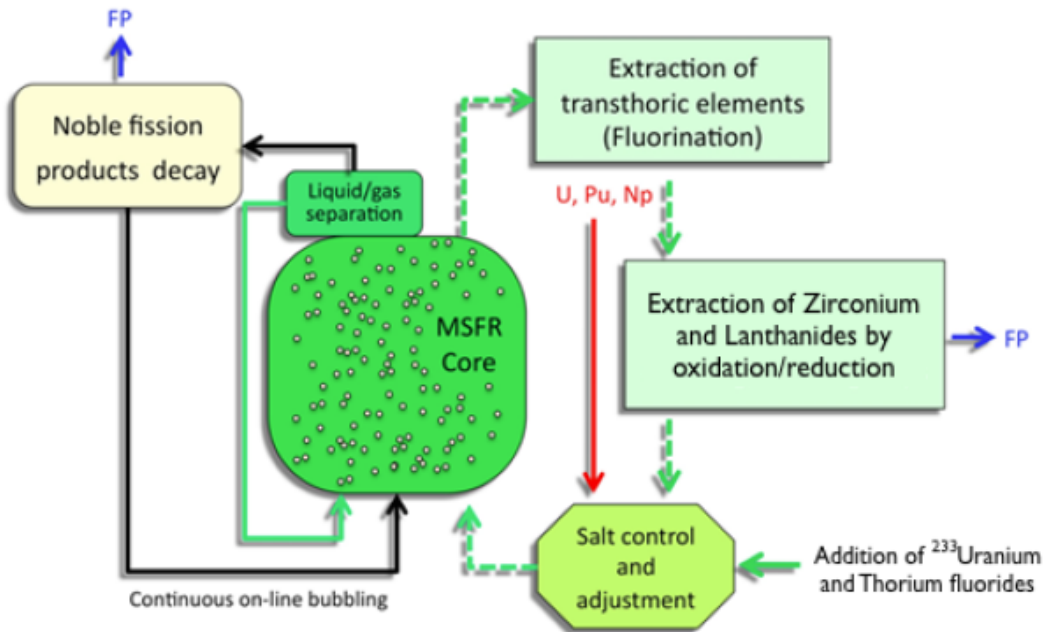 FP
Noble fission
products decay
Liquid/gas
separation
MSFR
Core
Continuous on-line bubbling
Extraction of
transthoric elements
(Fluorination)
U, Pu, Np
Extraction of Zirconium
and Lanthanides by
oxidation/reduction
FP
Salt control
and
adjustment
Addition of ²³³Uranium
and Thorium fluorides